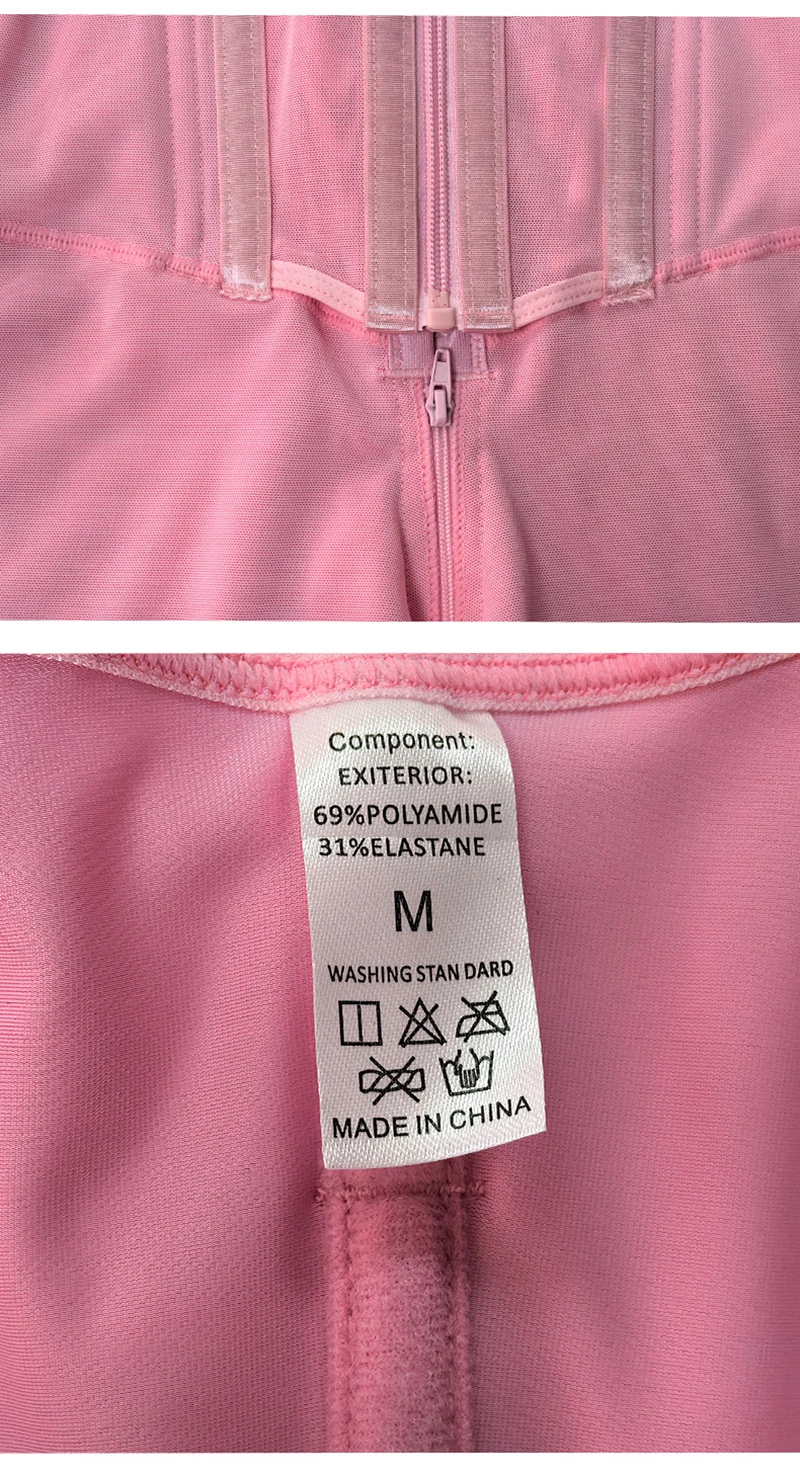 Component:
EXITERIOR:
69%POLYAMIDE
31%ELASTANE
M
WASHING STAN DARD
MADE IN CHINA